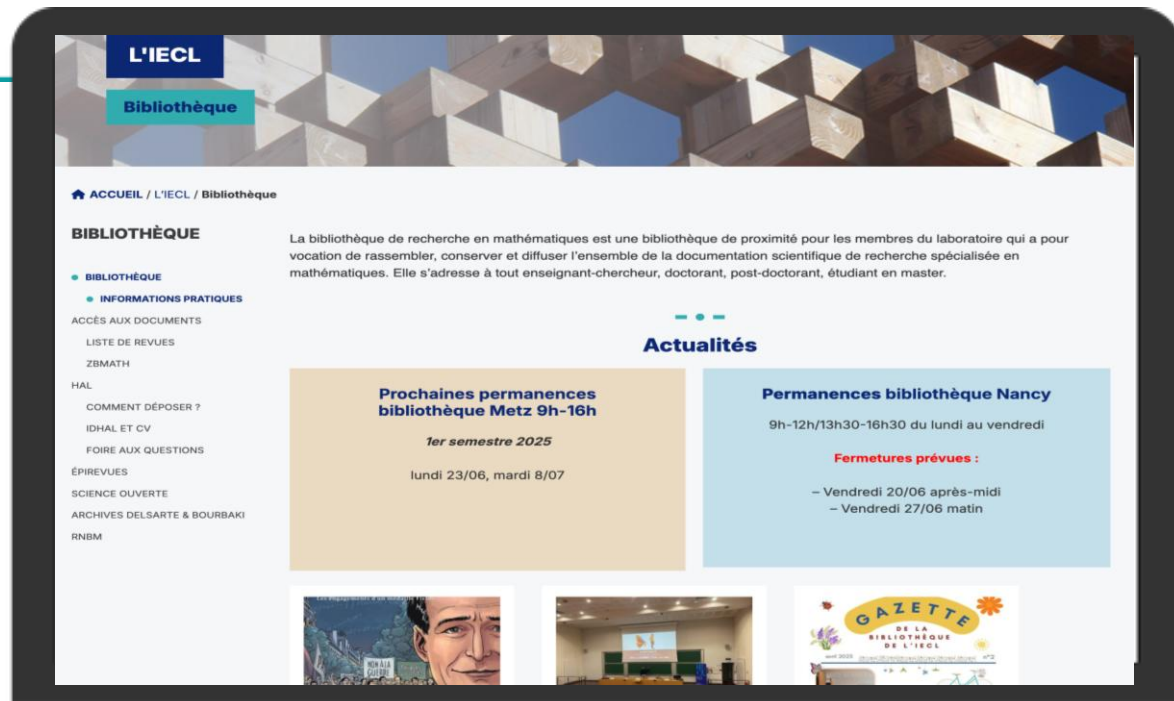 L'IECL
Bibliothèque
ACCUEIL / L'IECL / Bibliothèque
BIBLIOTHÈQUE
BIBLIOTHÈQUE
INFORMATIONS PRATIQUES
ACCÈS AUX DOCUMENTS
LISTE DE REVUES
ZBMATH
HAL
COMMENT DÉPOSER ?
IDHAL ET CV
FOIRE AUX QUESTIONS
ÉPIREVUES
SCIENCE OUVERTE
ARCHIVES DELSARTE & BOURBAKI
RNBM
La bibliothèque de recherche en mathématiques est une bibliothèque de proximité pour les membres du laboratoire qui a pour
vocation de rassembler, conserver et diffuser l'ensemble de la documentation scientifique de recherche spécialisée en
mathématiques. Elle s'adresse à tout enseignant-chercheur, doctorant, post-doctorant, étudiant en master.
Actualités
Prochaines permanences
bibliothèque Metz 9h-16h
1er semestre 2025
lundi 23/06, mardi 8/07
Permanences bibliothèque Nancy
9h-12h/13h30-16h30 du lundi au vendredi
Fermetures prévues :
– Vendredi 20/06 après-midi
– Vendredi 27/06 matin
NON À LA
GUERRE
GAZETTE
DE LA
BIBLIOTHÈQUE
DE L'IECL
avril 2025
n°2